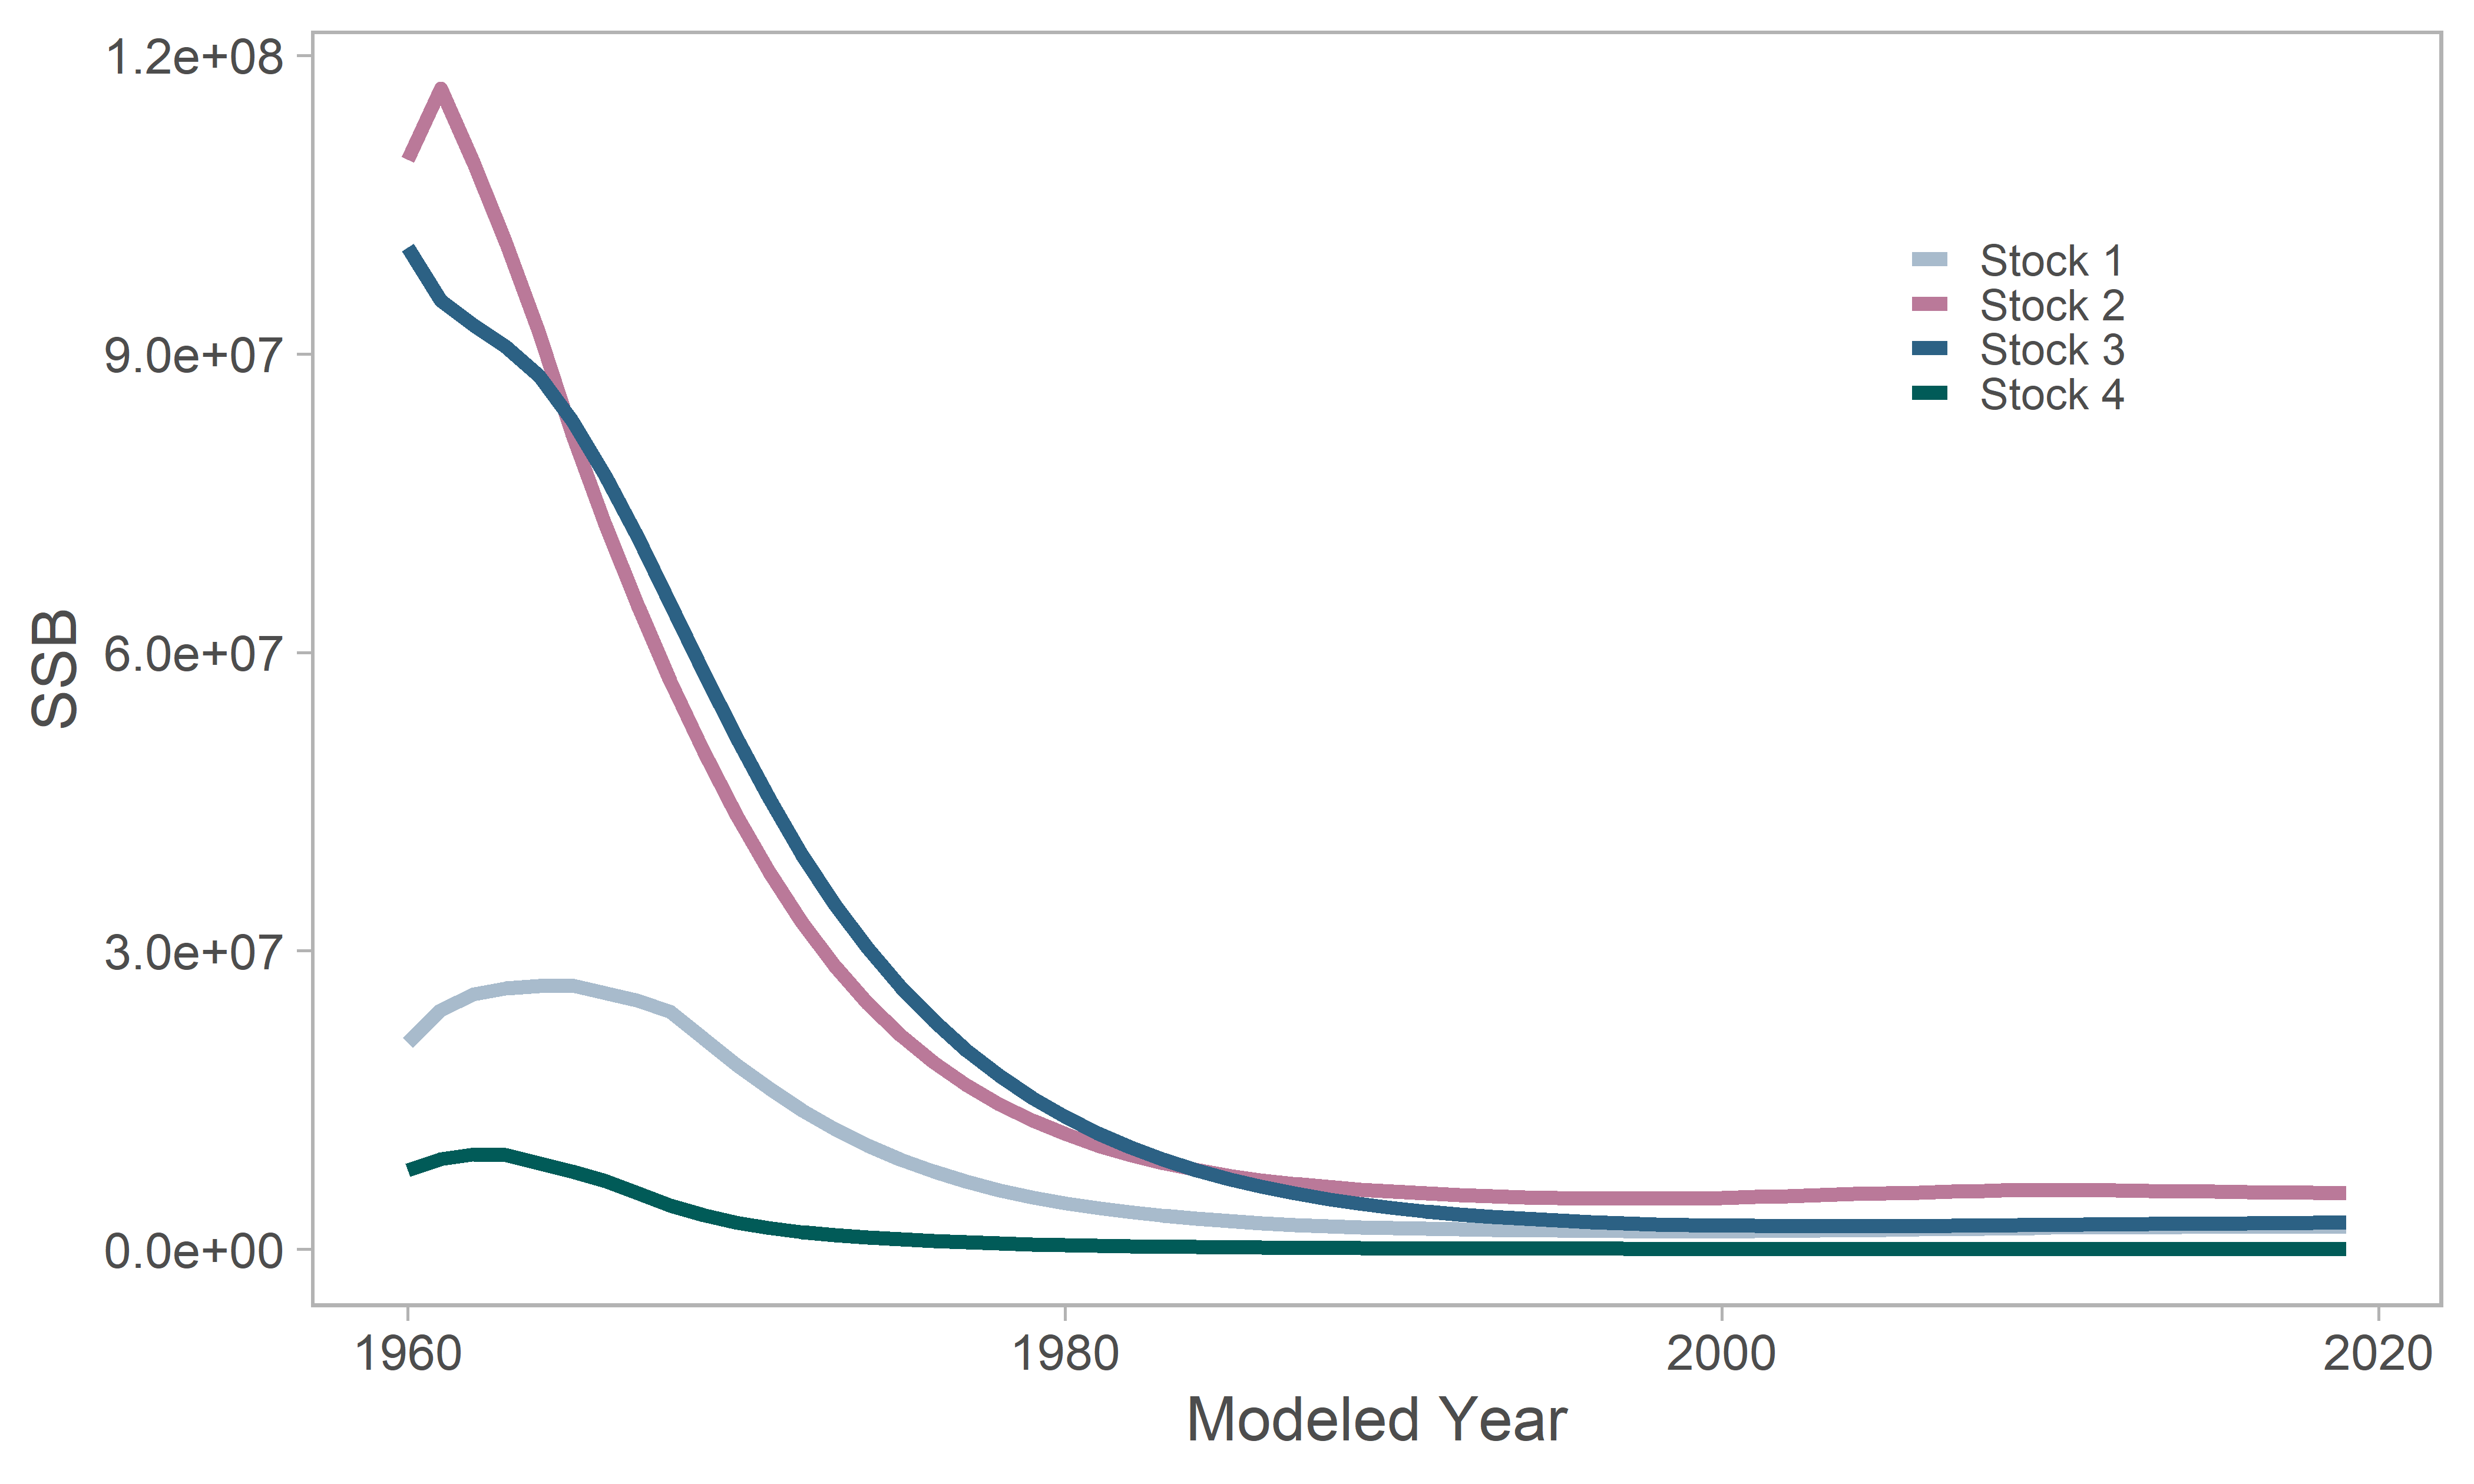 1.2e+08
9.0e+07
6.0e+07
3.0e+07
0.0e+00
SSB
Stock 1
Stock 2
Stock 3
Stock 4
1960 1980 2000 2020
Modeled Year